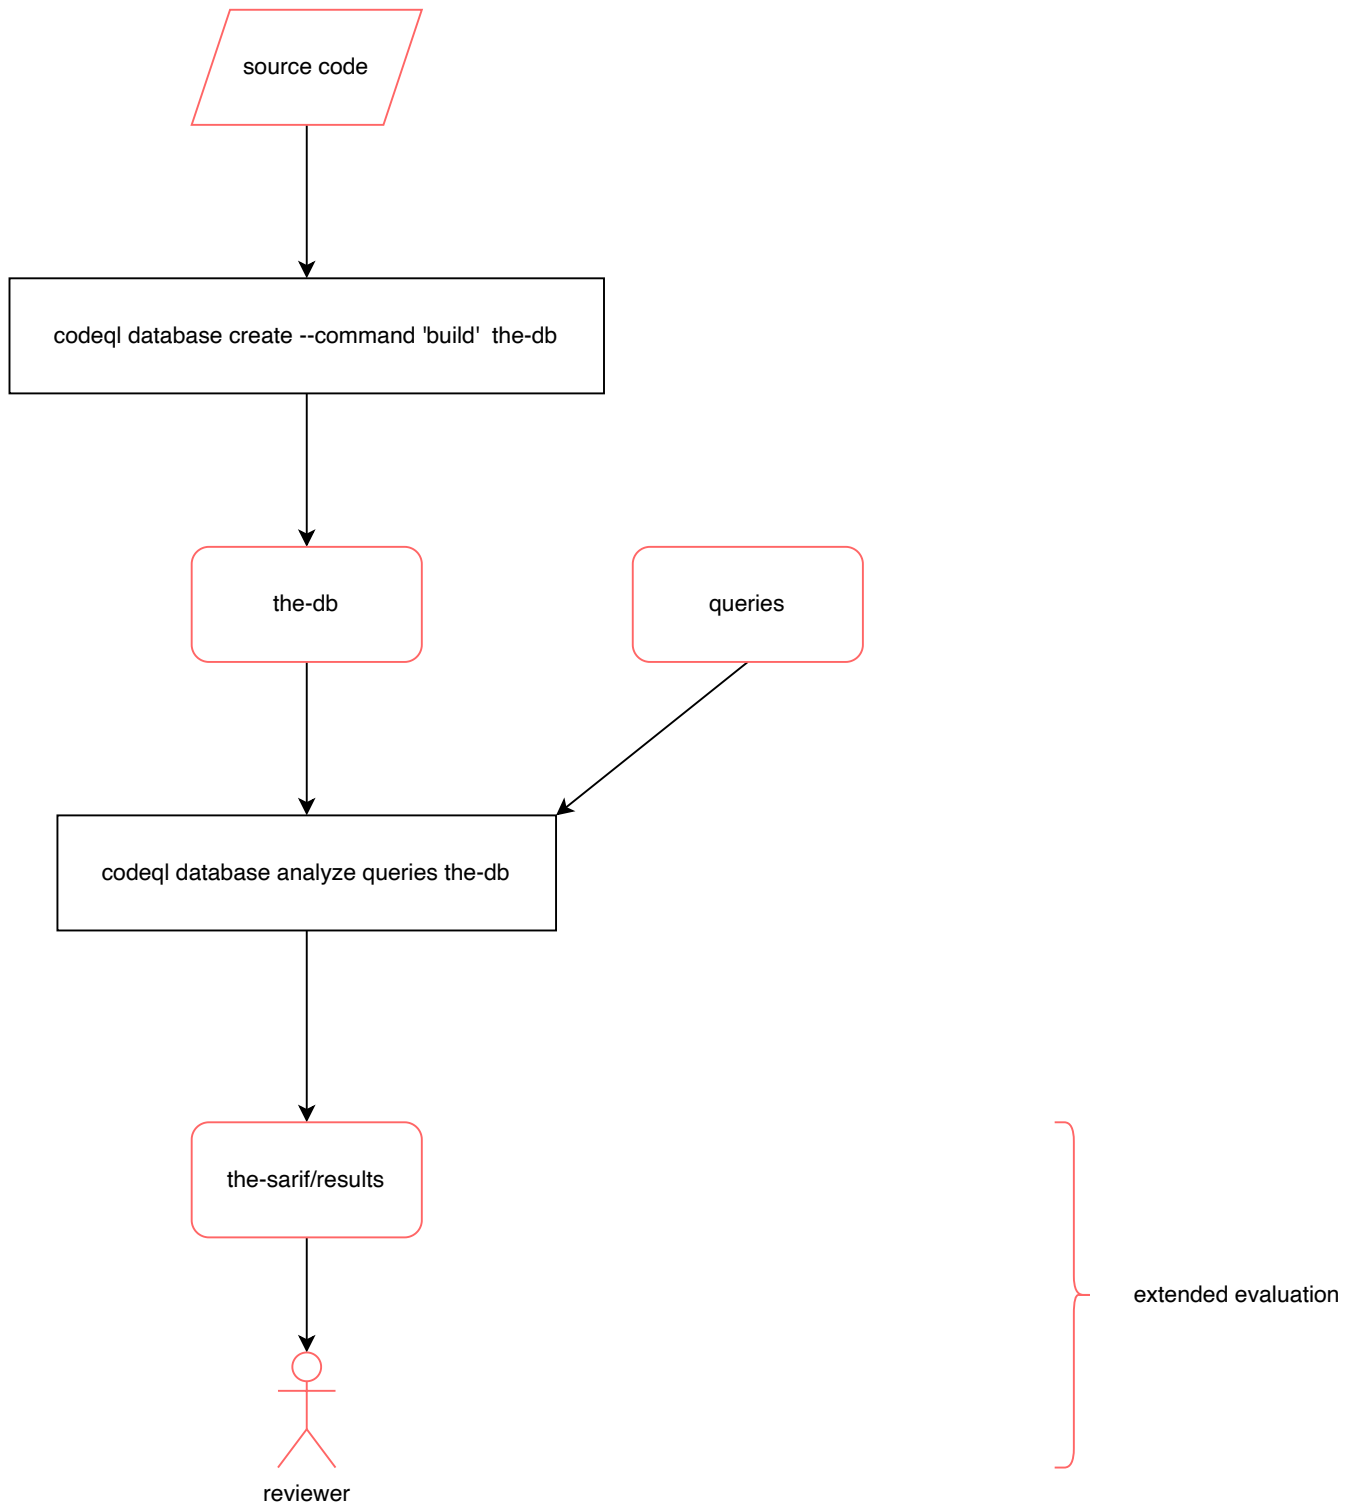 source code
codeql database create --command 'build'  the-db
the-db
queries
codeql database analyze queries the-db
the-sarif/results
extended evaluation
reviewer